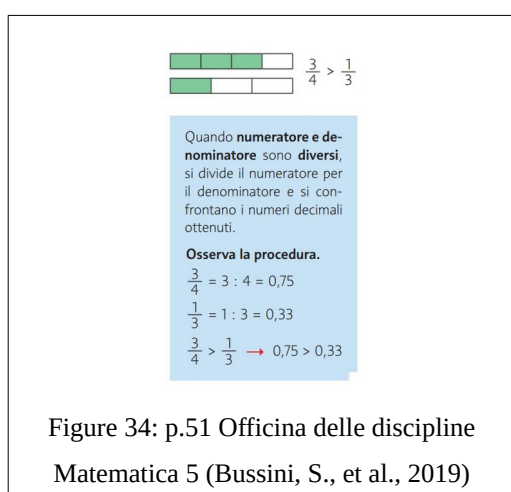 3/4 > 1/3
Quando numeratore e de-
nominatore sono diversi,
si divide il numeratore per
il denominatore e si con-
frontano i numeri decimali
ottenuti.
Osserva la procedura.
3/4 = 3 : 4 = 0,75
1/3 = 1 : 3 = 0,33
3/4 > 1/3 → 0,75 > 0,33
Figure 34: p.51 Officina delle discipline
Matematica 5 (Bussini, S., et al., 2019)